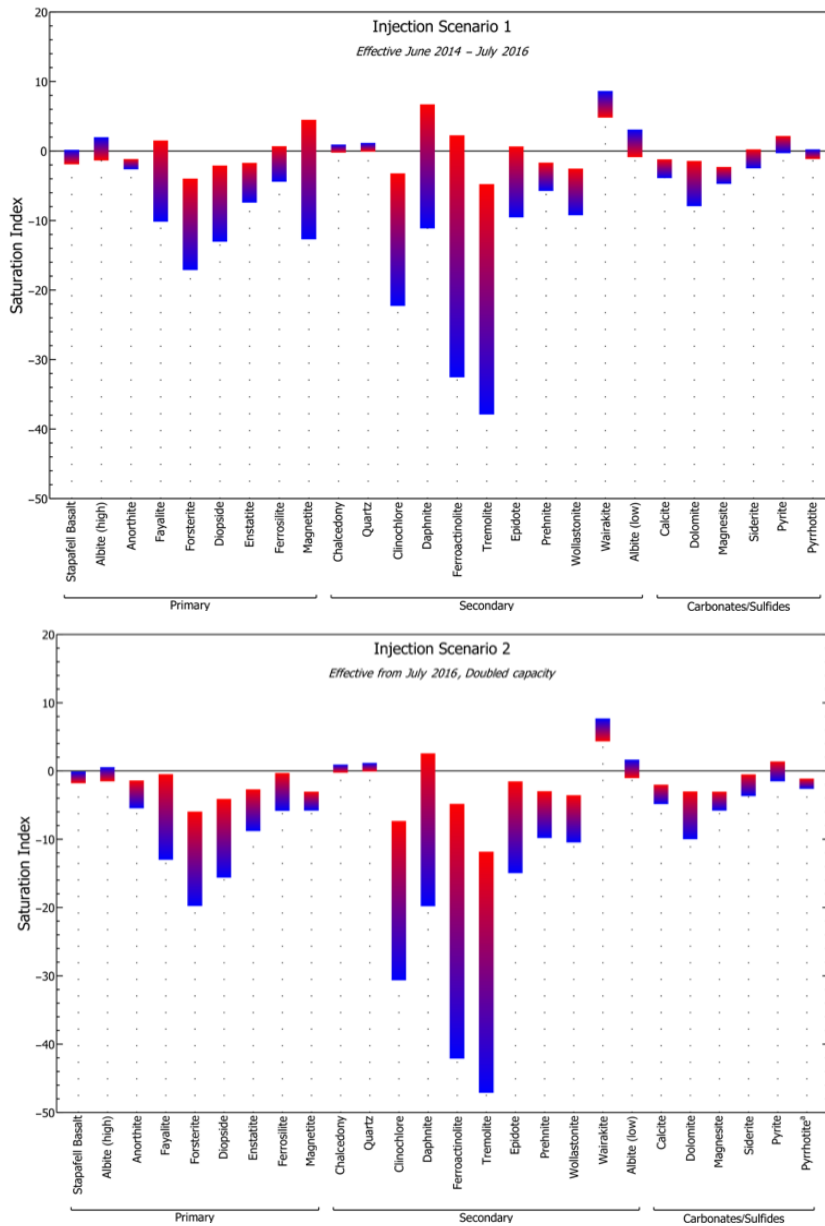 Injection Scenario 1
Effective June 2014 – July 2016
20
10
0
−10
−20
−30
−40
−50
Saturation Index
Stapafell Basalt
Albite (high)
Anorthite
Fayalite
Forsterite
Diopside
Enstatite
Ferrosilite
Magnetite
Chalcedony
Quartz
Clinochlore
Daphnite
Ferroactinolite
Tremolite
Epidote
Prehnite
Wollastonite
Wairakite
Albite (low)
Calcite
Dolomite
Magnesite
Siderite
Pyrite
Pyrrhotite
Primary
Secondary
Carbonates/Sulfides
Injection Scenario 2
Effective from July 2016, Doubled capacity
20
10
0
−10
−20
−30
−40
−50
Saturation Index
Stapafell Basalt
Albite (high)
Anorthite
Fayalite
Forsterite
Diopside
Enstatite
Ferrosilite
Magnetite
Chalcedony
Quartz
Clinochlore
Daphnite
Ferroactinolite
Tremolite
Epidote
Prehnite
Wollastonite
Wairakite
Albite (low)
Calcite
Dolomite
Magnesite
Siderite
Pyrite
Pyrrhotiteᵃ
Primary
Secondary
Carbonates/Sulfides